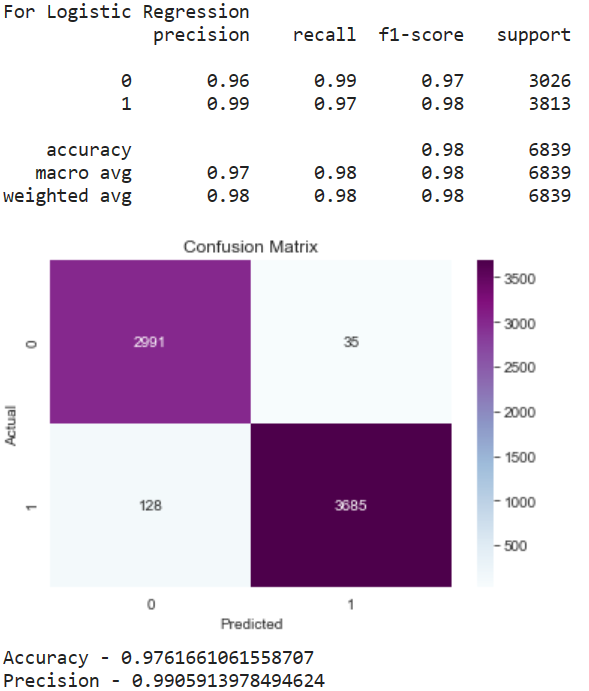 For Logistic Regression
precision recall f1-score support
0 0.96 0.99 0.97 3026
1 0.99 0.97 0.98 3813
accuracy 0.98 6839
macro avg 0.97 0.98 0.98 6839
weighted avg 0.98 0.98 0.98 6839
Confusion Matrix
3500
3000
2500
2000
1500
1000
500
Actual
0
2991 35
1
128 3685
0 1
Predicted
Accuracy - 0.9761661061558707
Precision - 0.9905913978494624